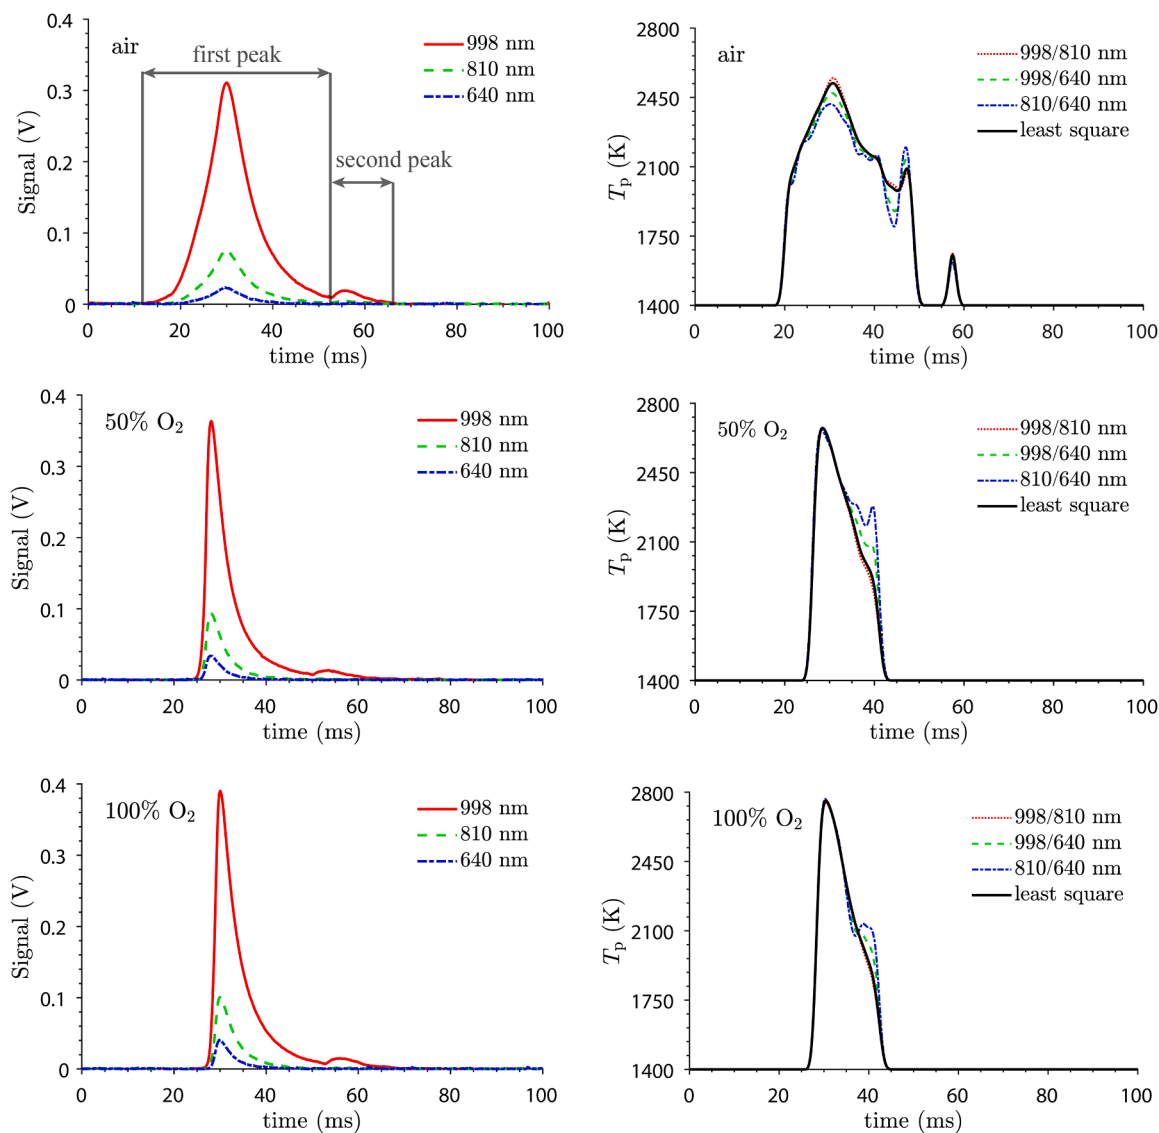 air
first peak
second peak
998 nm
810 nm
640 nm
Signal (V)
0.4
0.3
0.2
0.1
0
0 20 40 60 80 100
time (ms)
air
998/810 nm
998/640 nm
810/640 nm
least square
Tp (K)
2800
2450
2100
1750
1400
0 20 40 60 80 100
time (ms)
50% O2
998 nm
810 nm
640 nm
Signal (V)
0.4
0.3
0.2
0.1
0
0 20 40 60 80 100
time (ms)
50% O2
998/810 nm
998/640 nm
810/640 nm
least square
Tp (K)
2800
2450
2100
1750
1400
0 20 40 60 80 100
time (ms)
100% O2
998 nm
810 nm
640 nm
Signal (V)
0.4
0.3
0.2
0.1
0
0 20 40 60 80 100
time (ms)
100% O2
998/810 nm
998/640 nm
810/640 nm
least square
Tp (K)
2800
2450
2100
1750
1400
0 20 40 60 80 100
time (ms)